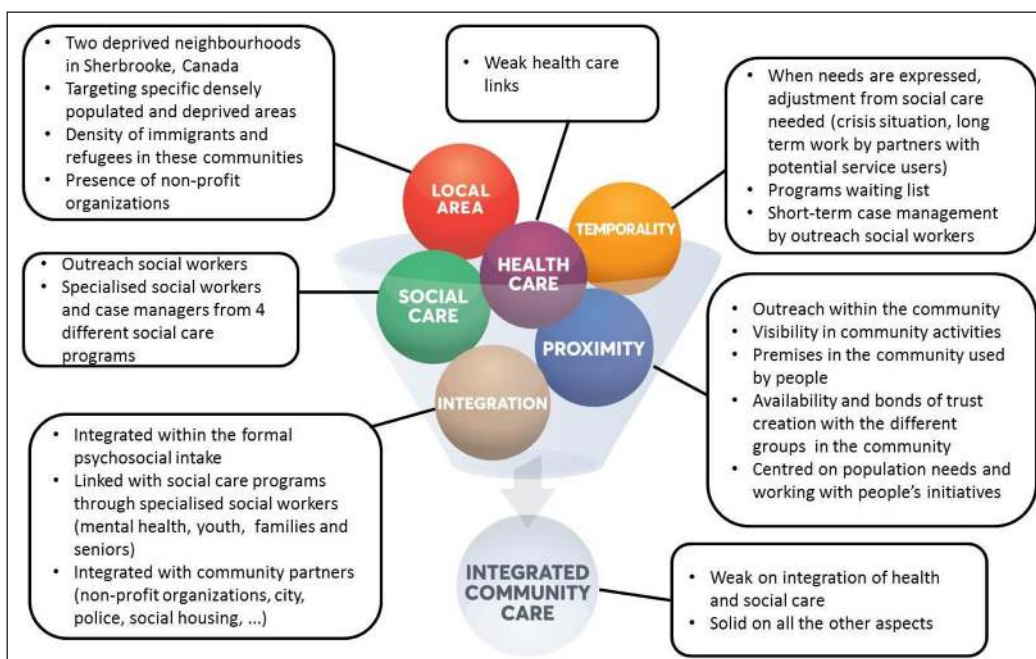 • Two deprived neighbourhoods
in Sherbrooke, Canada
• Targeting specific densely
populated and deprived areas
• Density of immigrants and
refugees in these communities
• Presence of non-profit
organizations
• Weak health care
links
• When needs are expressed,
adjustment from social care
needed (crisis situation, long
term work by partners with
potential service users)
• Programs waiting list
• Short-term case management
by outreach social workers
LOCAL
AREA
TEMPORALITY
HEALTH
CARE
SOCIAL
CARE
PROXIMITY
INTEGRATION
• Outreach social workers
• Specialised social workers
and case managers from 4
different social care
programs
• Outreach within the community
• Visibility in community activities
• Premises in the community used
by people
• Availability and bonds of trust
creation with the different
groups in the community
• Centred on population needs and
working with people's initiatives
• Integrated within the formal
psychosocial intake
• Linked with social care programs
through specialised social workers
(mental health, youth, families and
seniors)
• Integrated with community partners
(non-profit organizations, city,
police, social housing, ...)
INTEGRATED
COMMUNITY
CARE
• Weak on integration of health
and social care
• Solid on all the other aspects